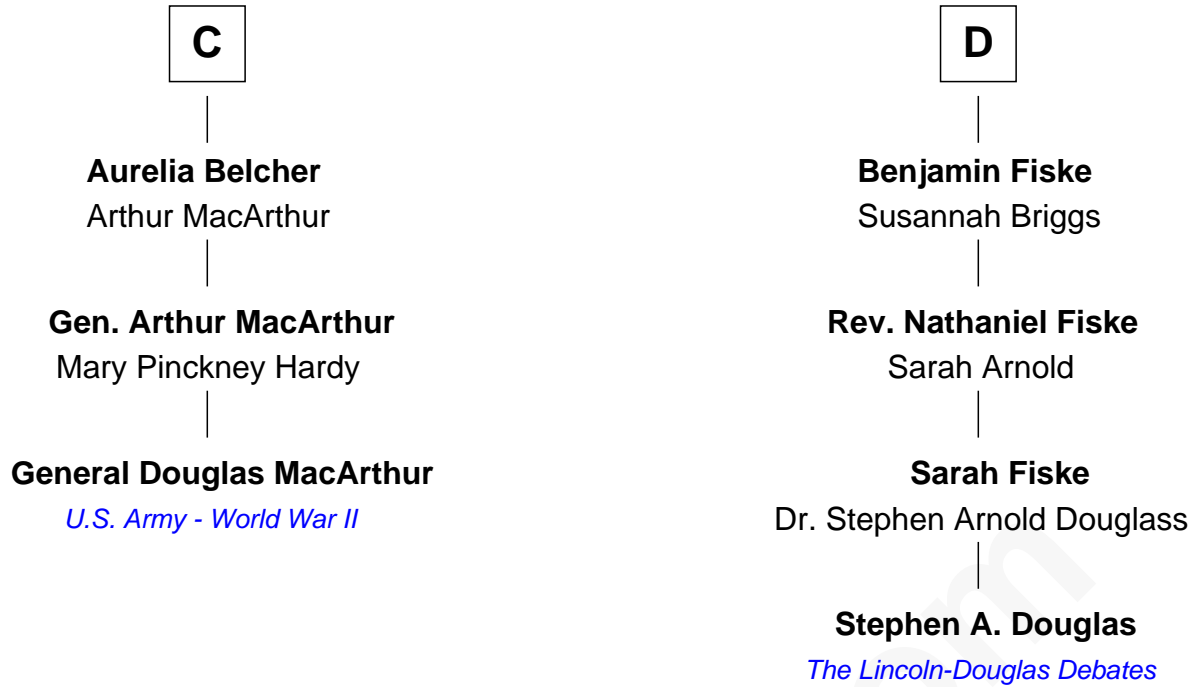 C
Aurelia Belcher
Arthur MacArthur
Gen. Arthur MacArthur
Mary Pinckney Hardy
General Douglas MacArthur
U.S. Army - World War II
D
Benjamin Fiske
Susannah Briggs
Rev. Nathaniel Fiske
Sarah Arnold
Sarah Fiske
Dr. Stephen Arnold Douglass
Stephen A. Douglas
The Lincoln-Douglas Debates